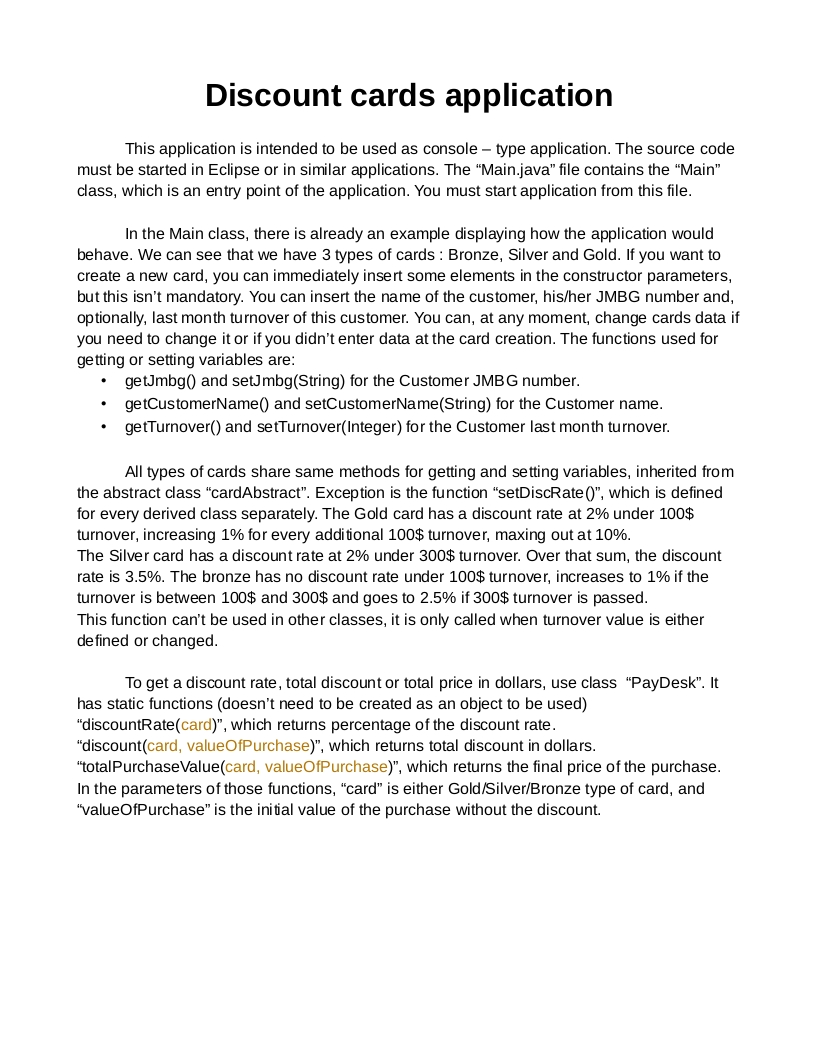 Discount cards application
This application is intended to be used as console – type application. The source code
must be started in Eclipse or in similar applications. The “Main.java” file contains the “Main”
class, which is an entry point of the application. You must start application from this file.
In the Main class, there is already an example displaying how the application would
behave. We can see that we have 3 types of cards : Bronze, Silver and Gold. If you want to
create a new card, you can immediately insert some elements in the constructor parameters,
but this isn’t mandatory. You can insert the name of the customer, his/her JMBG number and,
optionally, last month turnover of this customer. You can, at any moment, change cards data if
you need to change it or if you didn’t enter data at the card creation. The functions used for
getting or setting variables are:
• getJmbg() and setJmbg(String) for the Customer JMBG number.
• getCustomerName() and setCustomerName(String) for the Customer name.
• getTurnover() and setTurnover(Integer) for the Customer last month turnover.
All types of cards share same methods for getting and setting variables, inherited from
the abstract class “cardAbstract”. Exception is the function “setDiscRate()”, which is defined
for every derived class separately. The Gold card has a discount rate at 2% under 100$
turnover, increasing 1% for every additional 100$ turnover, maxing out at 10%.
The Silver card has a discount rate at 2% under 300$ turnover. Over that sum, the discount
rate is 3.5%. The bronze has no discount rate under 100$ turnover, increases to 1% if the
turnover is between 100$ and 300$ and goes to 2.5% if 300$ turnover is passed.
This function can’t be used in other classes, it is only called when turnover value is either
defined or changed.
To get a discount rate, total discount or total price in dollars, use class “PayDesk”. It
has static functions (doesn’t need to be created as an object to be used)
“discountRate(card)”, which returns percentage of the discount rate.
“discount(card, valueOfPurchase)”, which returns total discount in dollars.
“totalPurchaseValue(card, valueOfPurchase)”, which returns the final price of the purchase.
In the parameters of those functions, “card” is either Gold/Silver/Bronze type of card, and
“valueOfPurchase” is the initial value of the purchase without the discount.